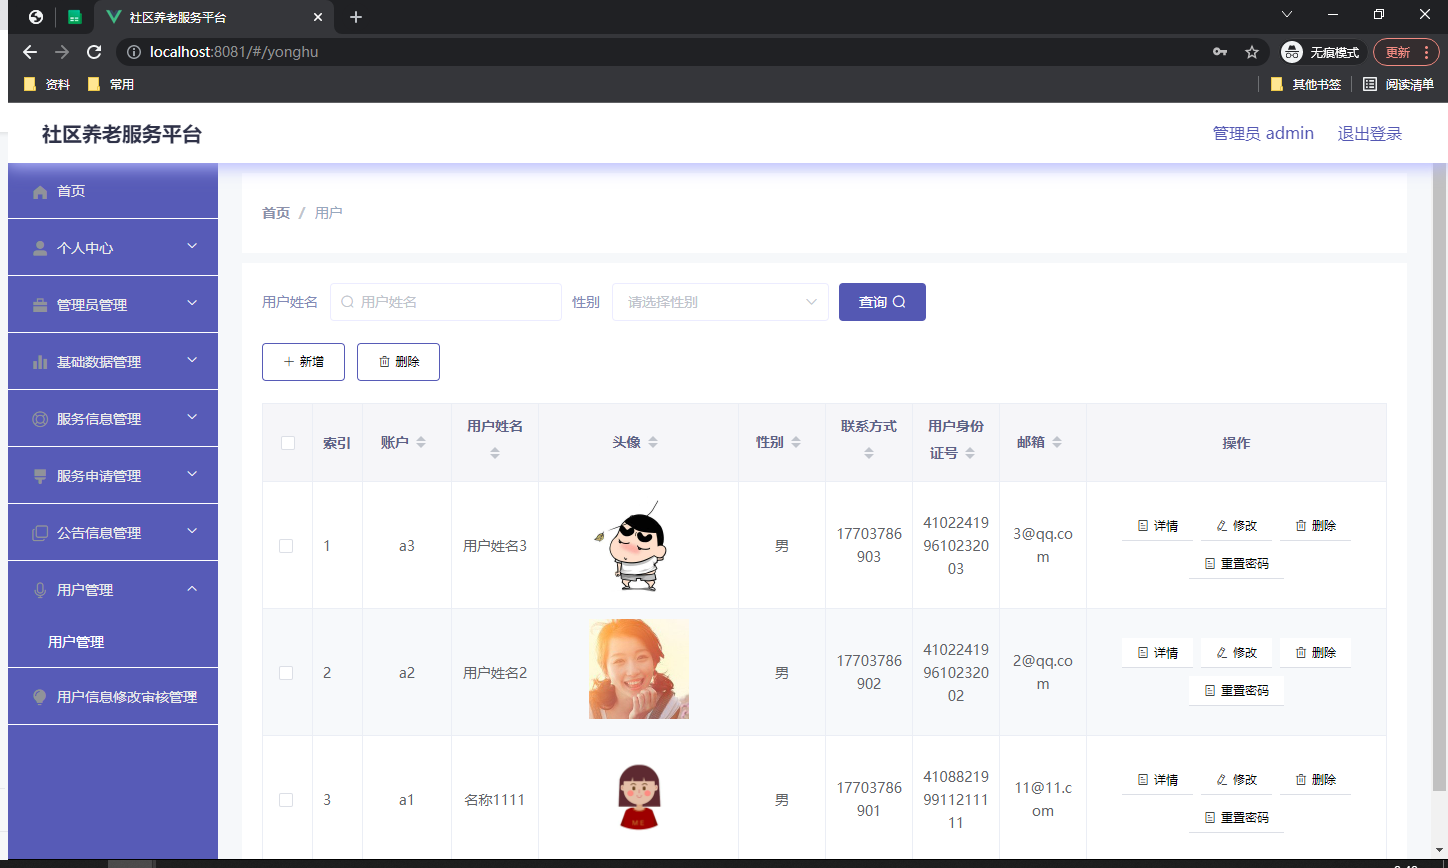 社区养老服务平台
localhost:8081/#/yonghu
无痕模式
更新
资料
常用
其他书签
阅读清单
社区养老服务平台
管理员 admin
退出登录
首页
个人中心
管理员管理
基础数据管理
服务信息管理
服务申请管理
公告信息管理
用户管理
用户管理
用户信息修改审核管理
首页 / 用户
用户姓名 用户姓名 性别 请选择性别 查询
新增 删除
索引 账户 用户姓名 头像 性别 联系方式 用户身份证号 邮箱 操作
1 a3 用户姓名3 男 17703786903 410224199610232003 3@qq.com 详情 修改 删除
重置密码
2 a2 用户姓名2 男 17703786902 410224199610232002 2@qq.com 详情 修改 删除
重置密码
3 a1 名称1111 男 17703786901 410882199911211111 11@11.com 详情 修改 删除
重置密码